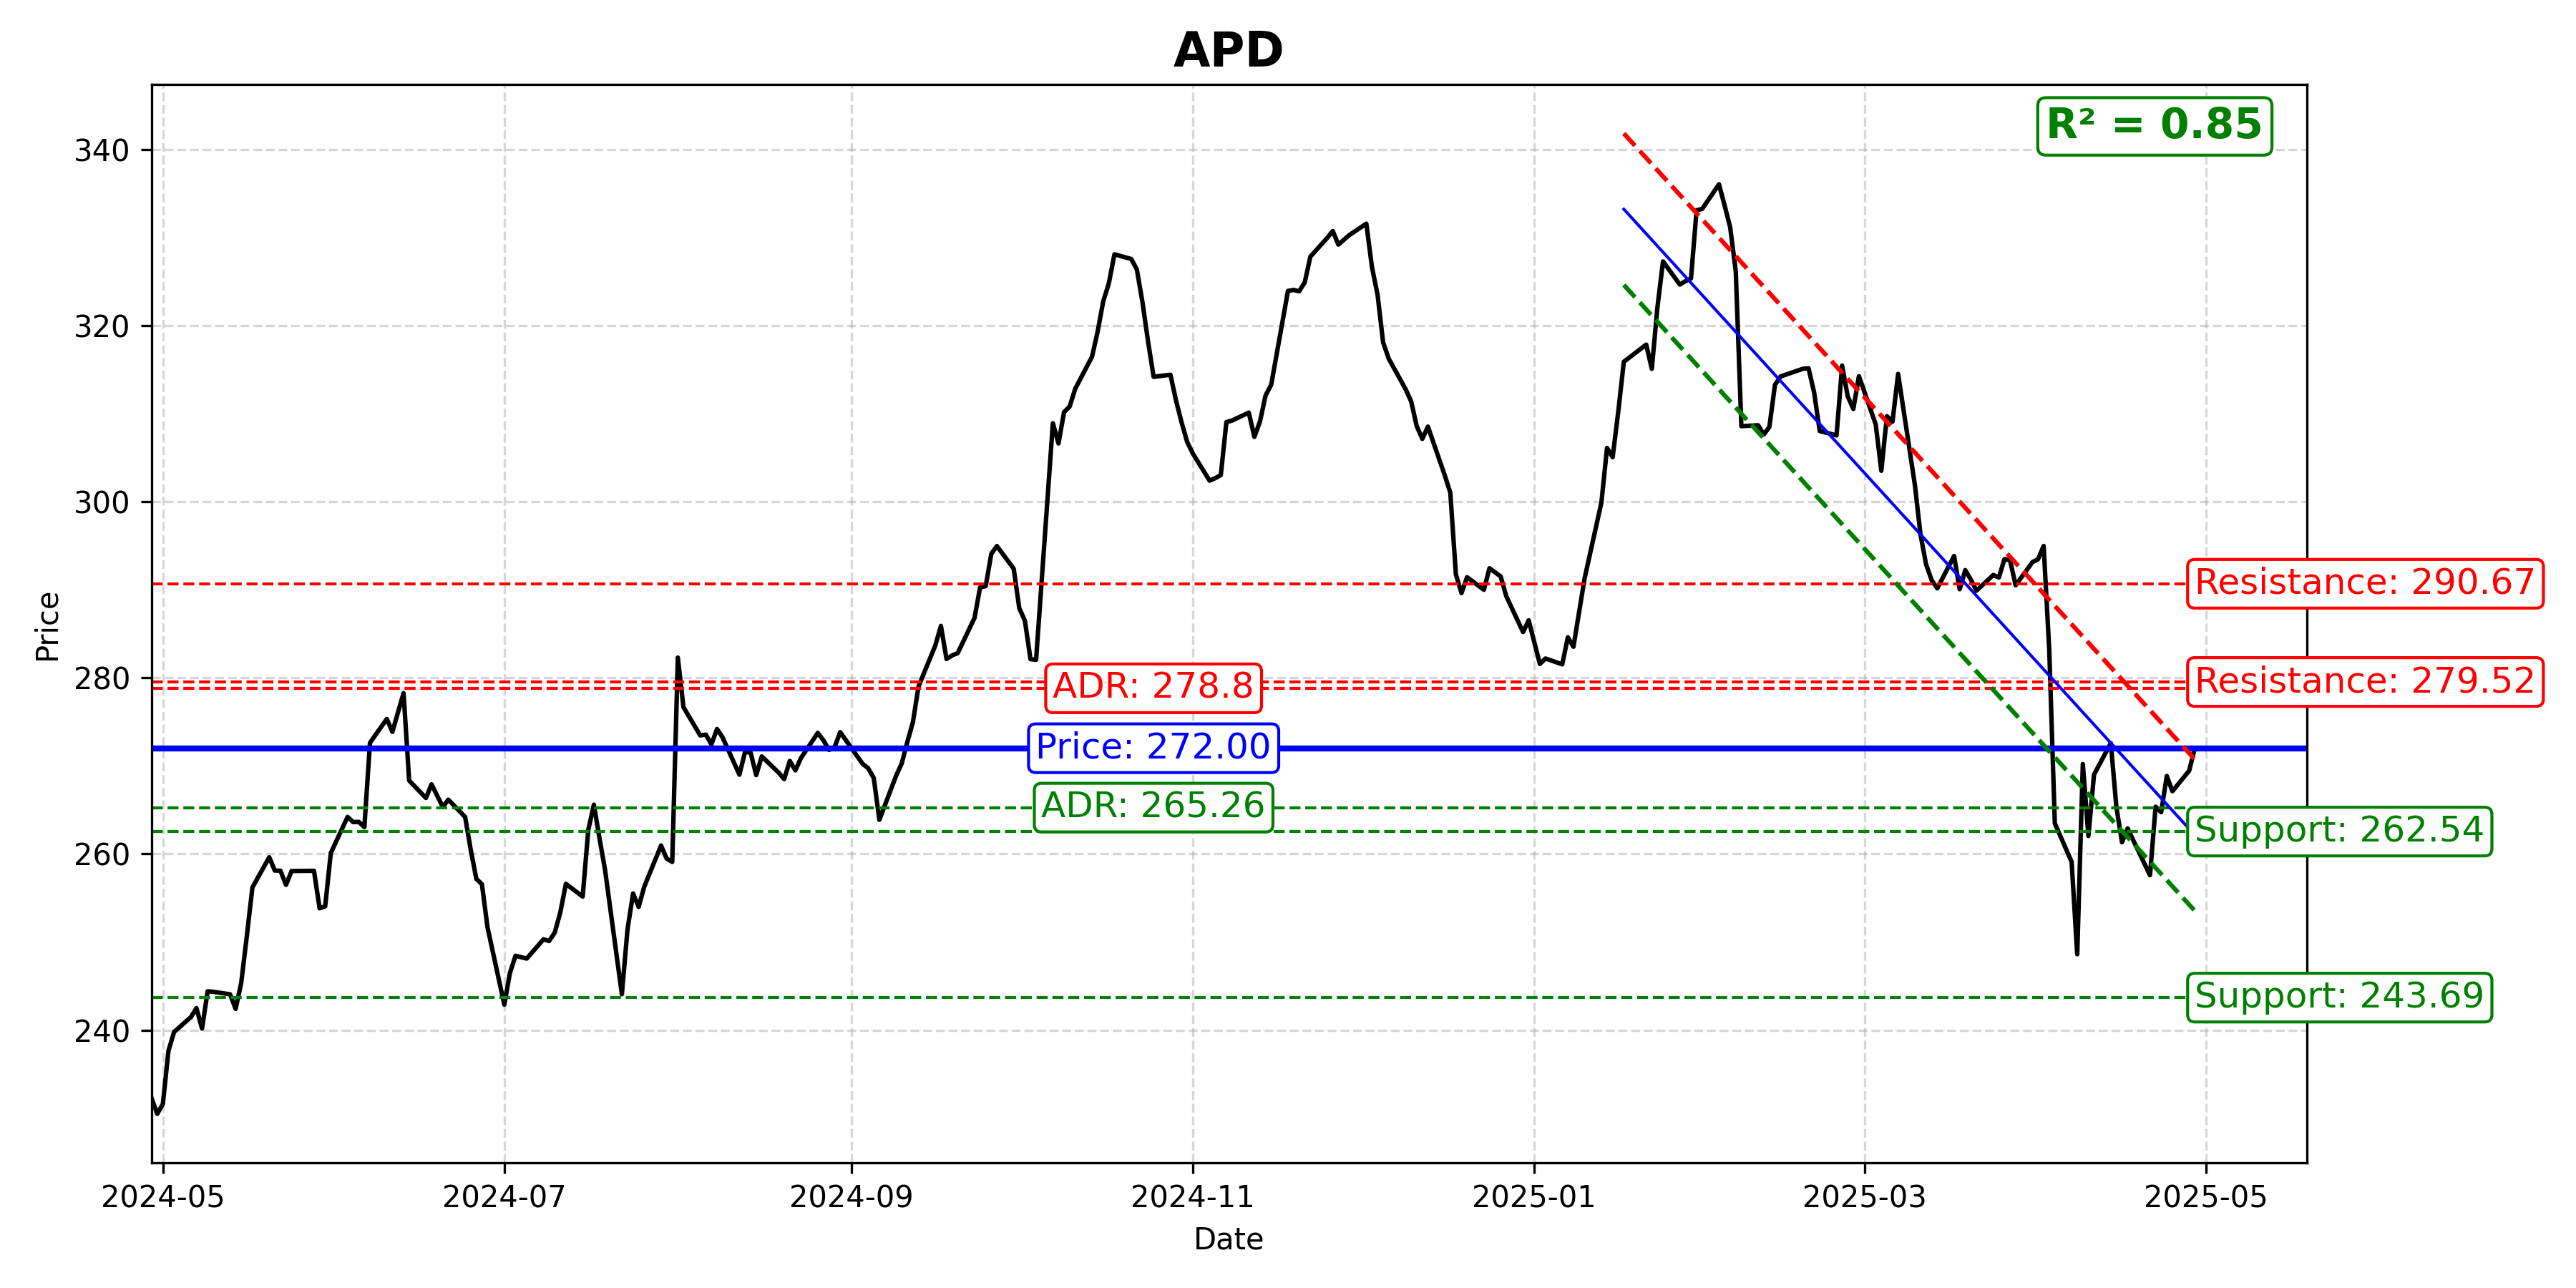 APD
R² = 0.85
340
320
300
280
260
240
Price
Resistance: 290.67
ADR: 278.8
Resistance: 279.52
Price: 272.00
ADR: 265.26
Support: 262.54
Support: 243.69
2024-05
2024-07
2024-09
2024-11
2025-01
2025-03
2025-05
Date